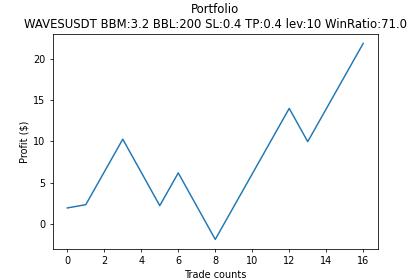 Portfolio
WAVESUSDT BBM:3.2 BBL:200 SL:0.4 TP:0.4 lev:10 WinRatio:71.0
20
15
10
5
0
Profit ($)
0 2 4 6 8 10 12 14 16
Trade counts